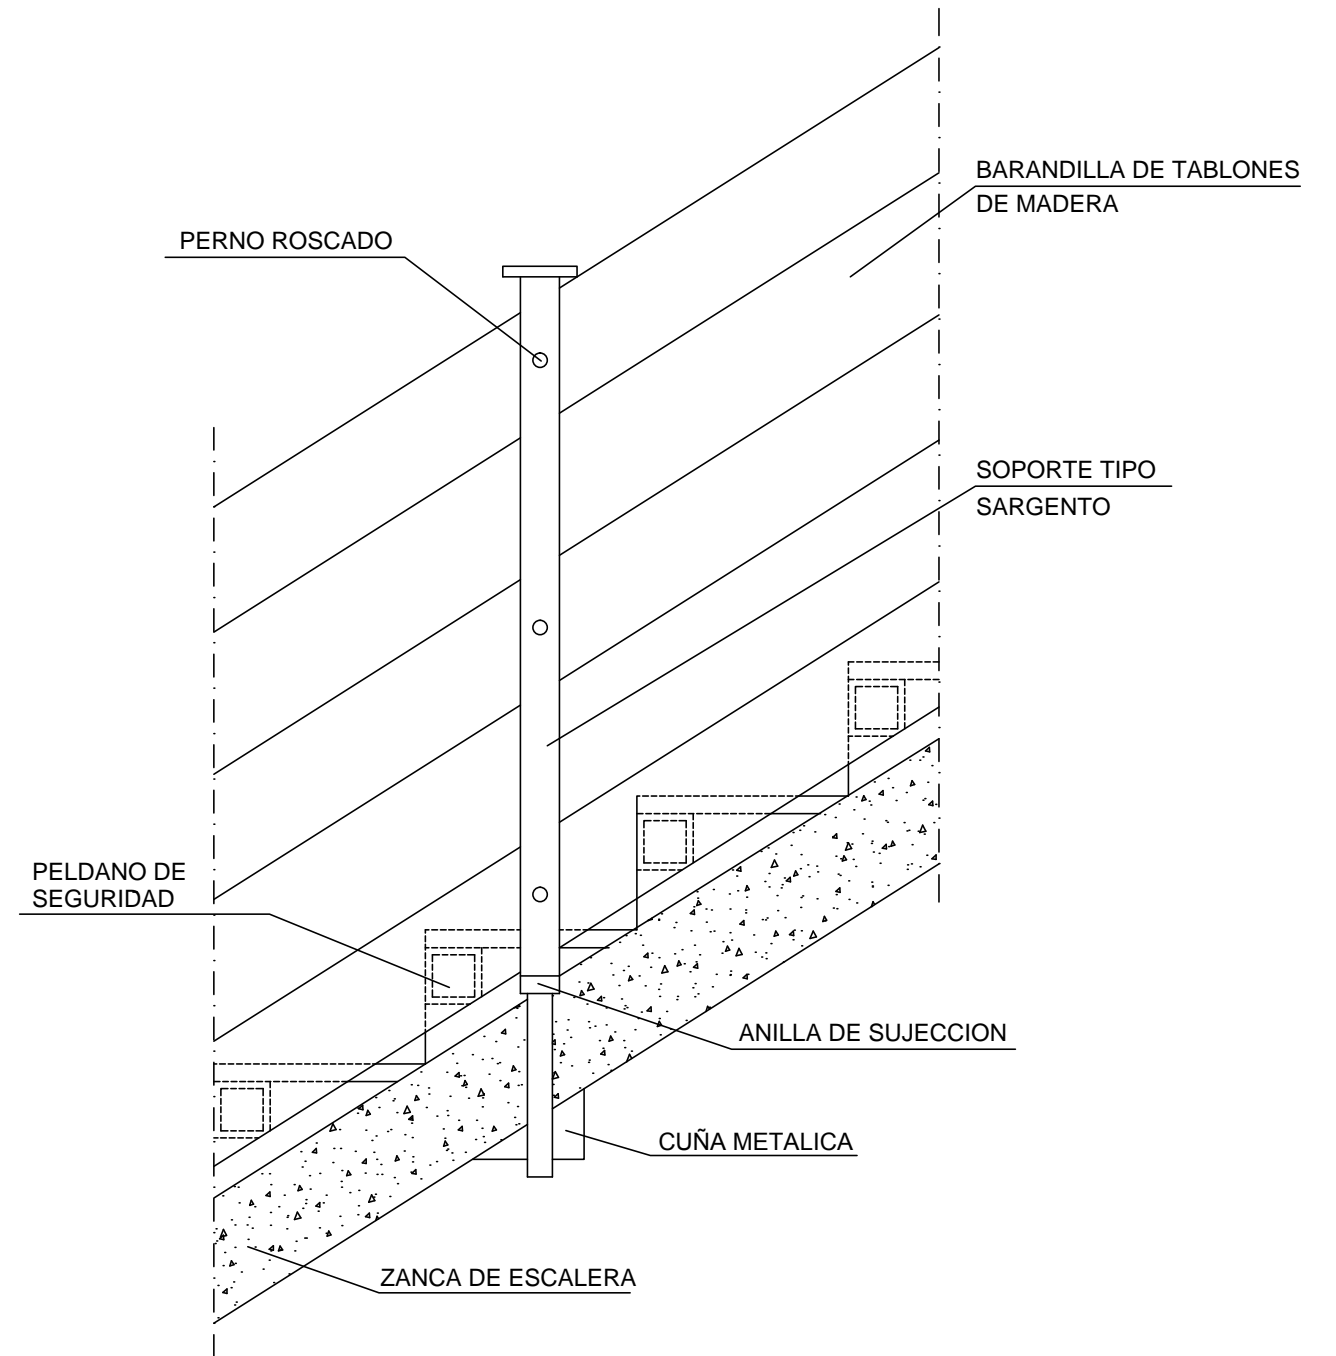 BARANDILLA DE TABLONES
DE MADERA
PERNO ROSCADO
SOPORTE TIPO
SARGENTO
PELDANO DE
SEGURIDAD
ANILLA DE SUJECCION
CUÑA METALICA
ZANCA DE ESCALERA